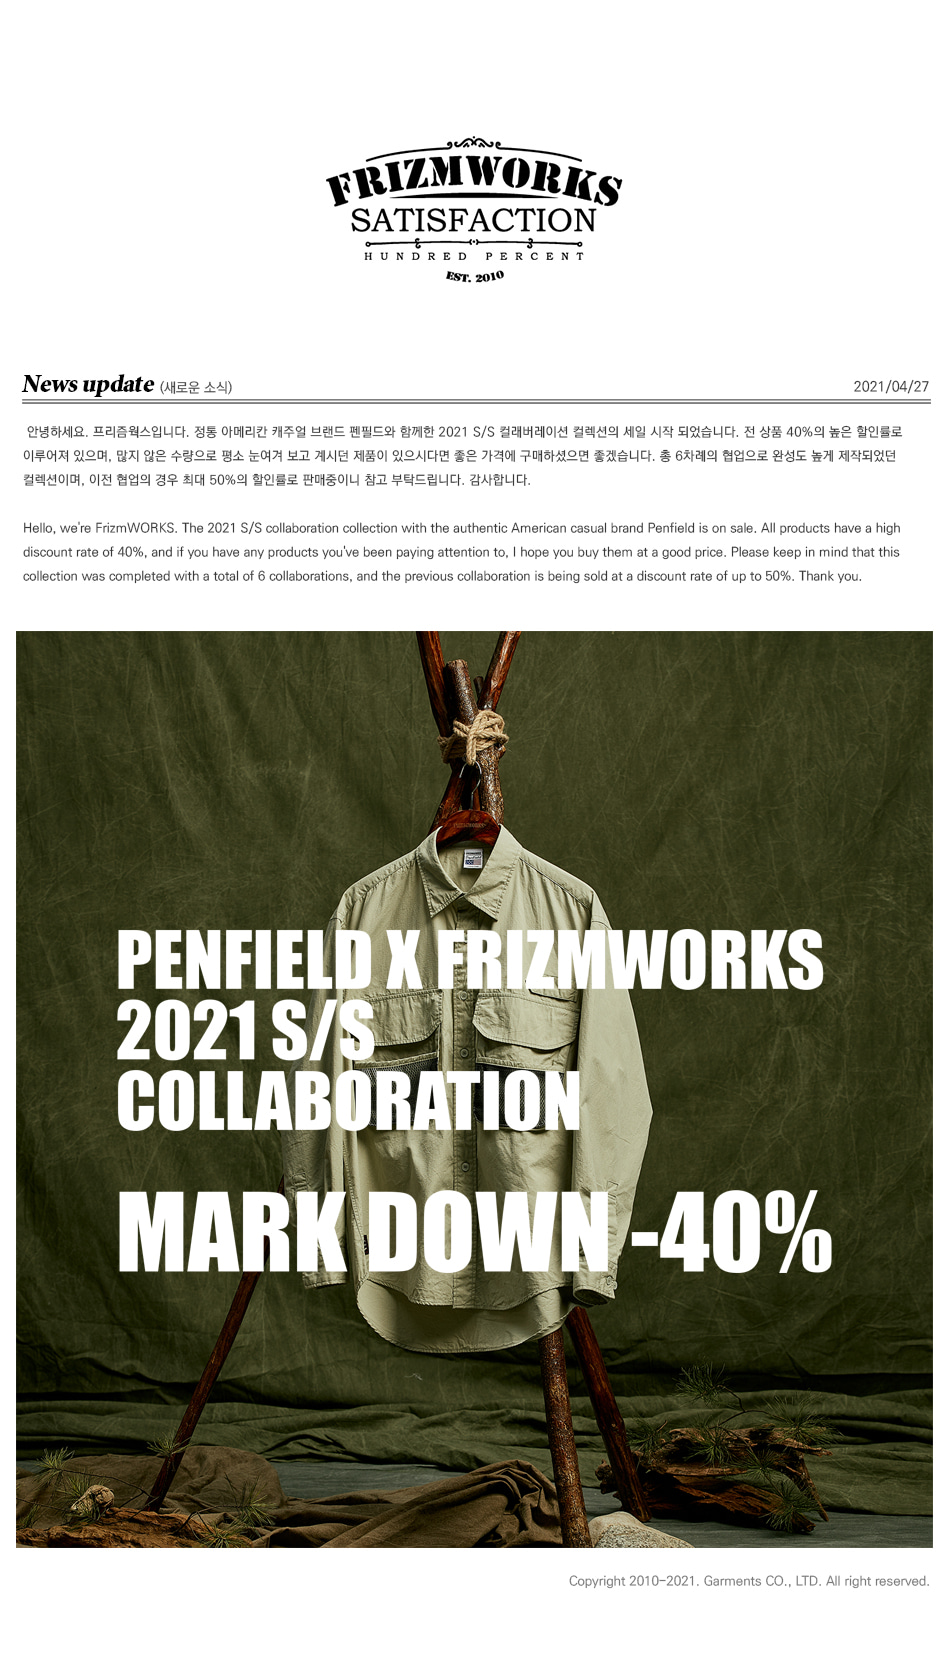 FRIZMWORKS
SATISFACTION
HUNDRED PERCENT
EST. 2010
News update (새로운 소식)
2021/04/27
안녕하세요. 프리즘웍스입니다. 정통 아메리칸 캐주얼 브랜드 펜필드와 함께한 2021 S/S 컬래버레이션 컬렉션의 세일 시작 되었습니다. 전 상품 40%의 높은 할인률로
이루어져 있으며, 많지 않은 수량으로 평소 눈여겨 보고 계시던 제품이 있으시다면 좋은 가격에 구매하셨으면 좋겠습니다. 총 6차례의 협업으로 완성도 높게 제작되었던
컬렉션이며, 이전 협업의 경우 최대 50%의 할인률로 판매중이니 참고 부탁드립니다. 감사합니다.
Hello, we're FrizmWORKS. The 2021 S/S collaboration collection with the authentic American casual brand Penfield is on sale. All products have a high
discount rate of 40%, and if you have any products you've been paying attention to, I hope you buy them at a good price. Please keep in mind that this
collection was completed with a total of 6 collaborations, and the previous collaboration is being sold at a discount rate of up to 50%. Thank you.
FRIZMWORKS
PENFIELD X FRIZMWORKS
2021 S/S
COLLABORATION
MARK DOWN -40%
Copyright 2010-2021. Garments CO., LTD. All right reserved.